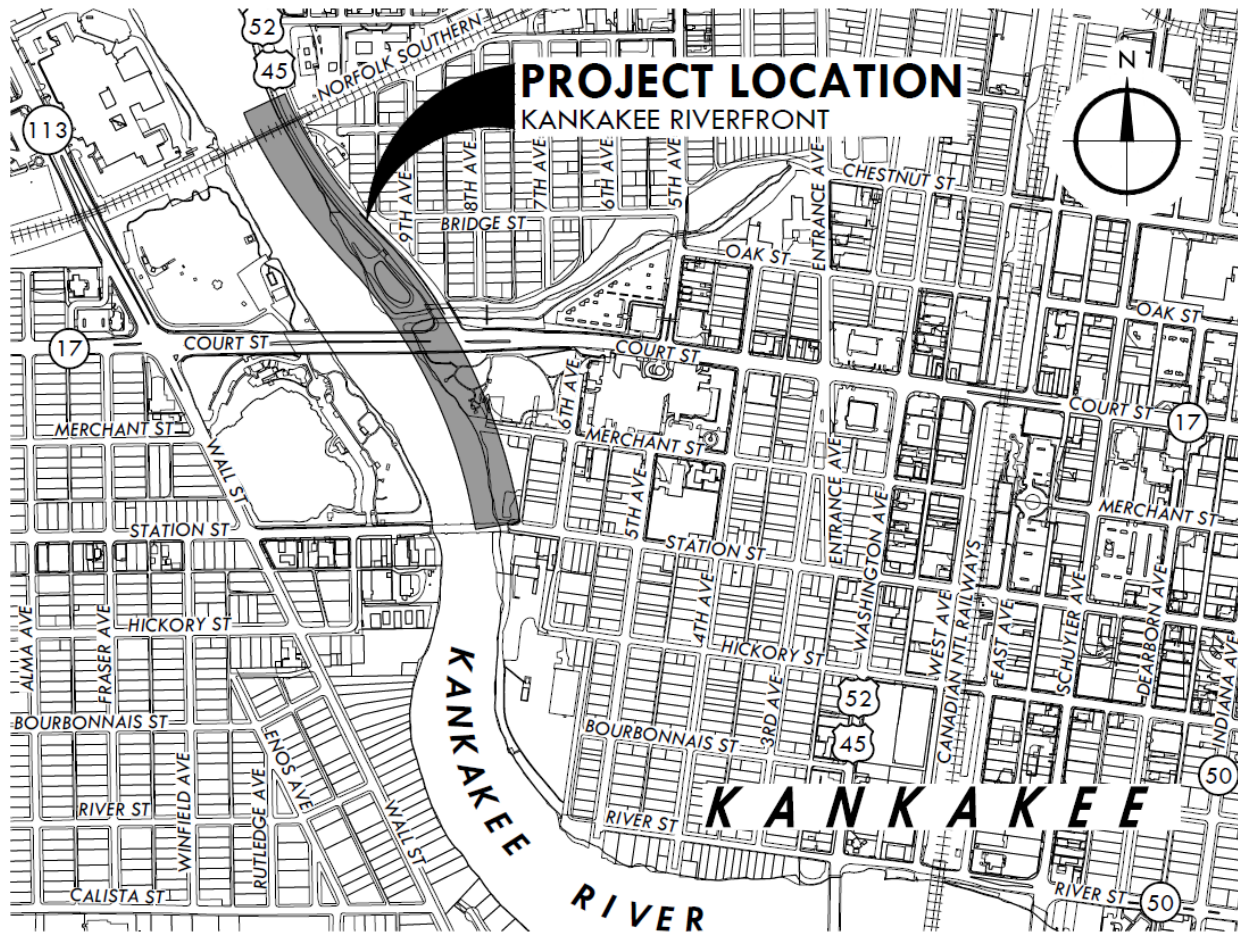 52
45
NORFOLK SOUTHERN
PROJECT LOCATION
KANKAKEE RIVERFRONT
N
113
9TH AVE
8TH AVE
7TH AVE
6TH AVE
5TH AVE
ENTRANCE AVE
CHESTNUT ST
BRIDGE ST
OAK ST
OAK ST
17
COURT ST
COURT ST
COURT ST
17
6TH AVE
MERCHANT ST
WALL ST
MERCHANT ST
5TH AVE
ENTRANCE AVE
WASHINGTON AVE
MERCHANT ST
STATION ST
STATION ST
ALMA AVE
FRASER AVE
HICKORY ST
4TH AVE
HICKORY ST
WEST AVE
CANADIAN NTL RAILWAYS
EAST AVE
SCHUYLER AVE
DEARBORN AVE
INDIANA AVE
KANKAKEE
RIVER
52
45
3RD AVE
BOURBONNAIS ST
ENOS AVE
BOURBONNAIS ST
50
WINFIELD AVE
RUTLEDGE AVE
RIVER ST
WALL ST
RIVER ST
KANKAKEE
CALISTA ST
RIVER ST
50